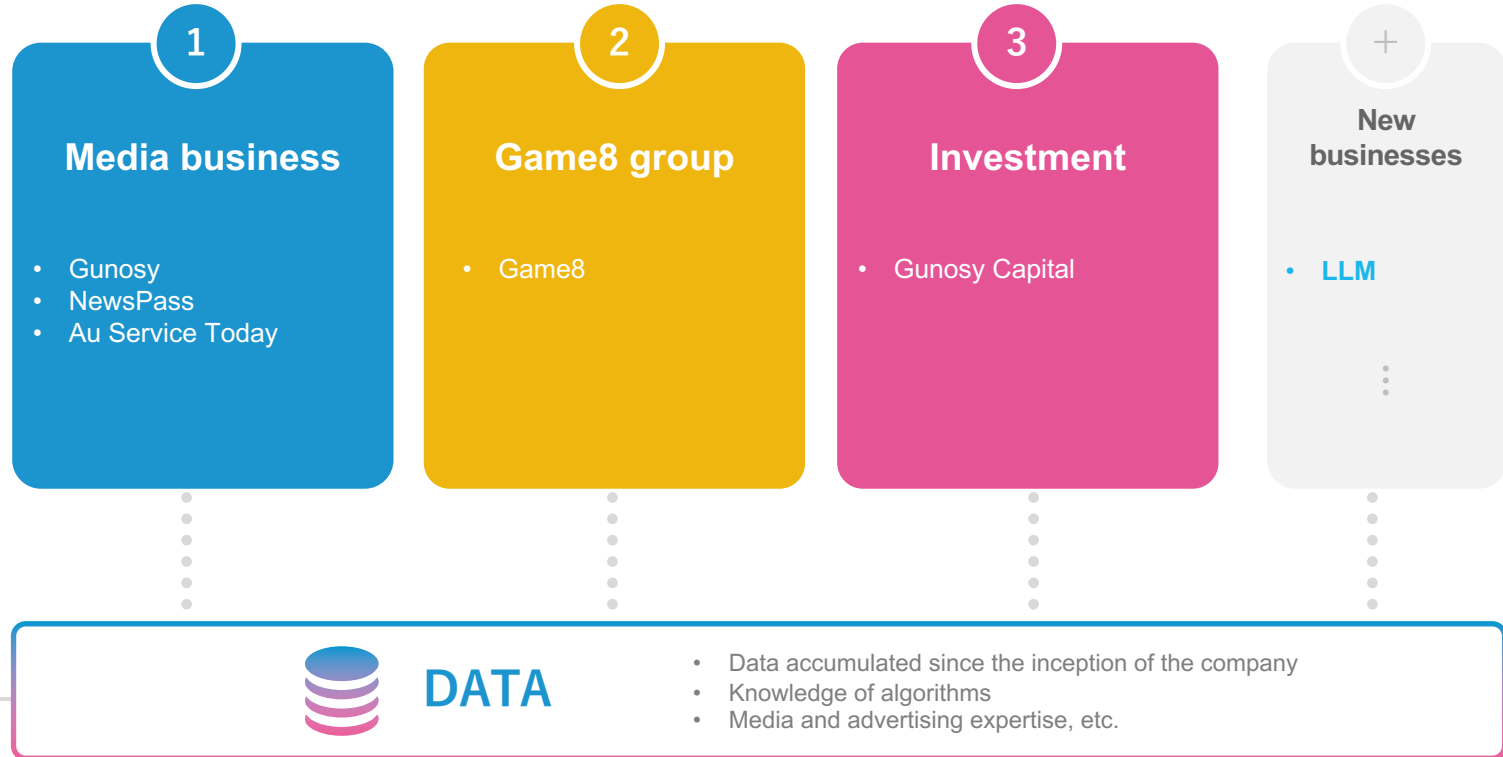 1
Media business
• Gunosy
• NewsPass
• Au Service Today
2
Game8 group
• Game8
3
Investment
• Gunosy Capital
+
New
businesses
• LLM
DATA
• Data accumulated since the inception of the company
• Knowledge of algorithms
• Media and advertising expertise, etc.